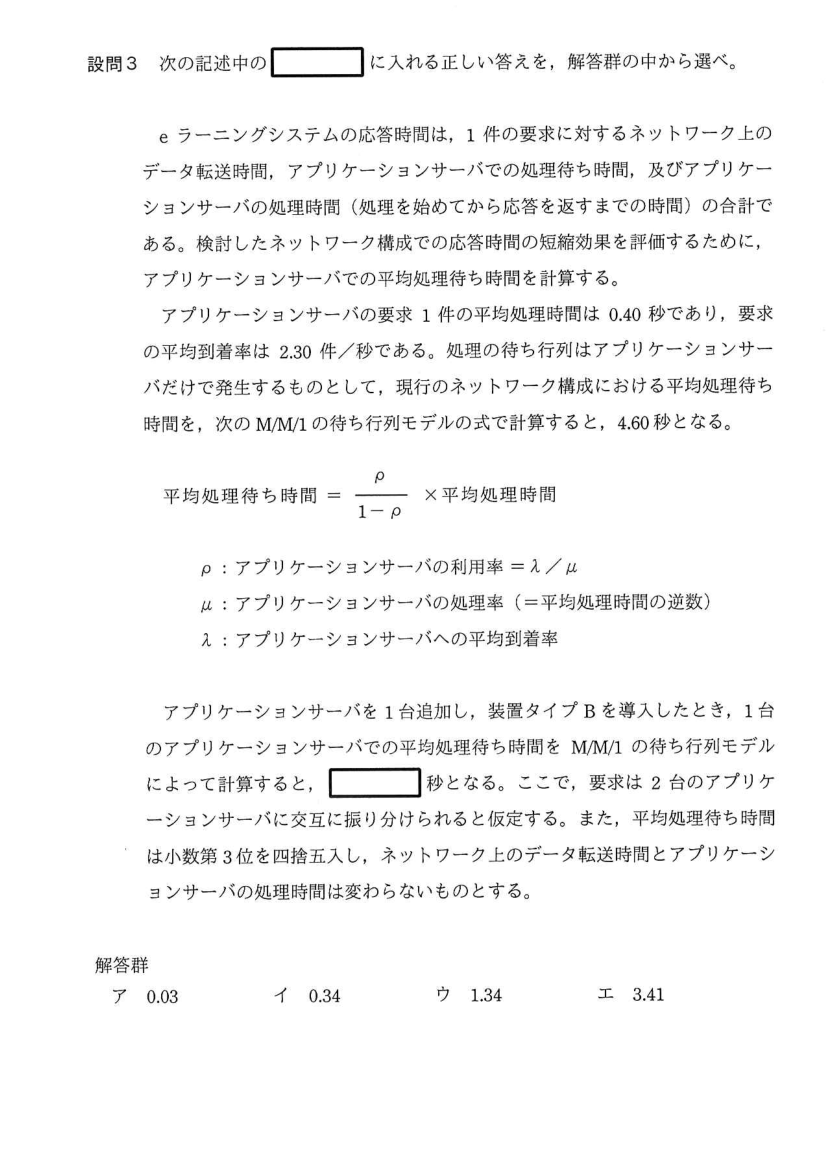 設問3 次の記述中の に入れる正しい答えを，解答群の中から選べ。
e ラーニングシステムの応答時間は，1 件の要求に対するネットワーク上の
データ転送時間，アプリケーションサーバでの処理待ち時間，及びアプリケー
ションサーバの処理時間（処理を始めてから応答を返すまでの時間）の合計で
ある。検討したネットワーク構成での応答時間の短縮効果を評価するために，
アプリケーションサーバでの平均処理待ち時間を計算する。
アプリケーションサーバの要求 1 件の平均処理時間は 0.40 秒であり，要求
の平均到着率は 2.30 件／秒である。処理の待ち行列はアプリケーションサー
バだけで発生するものとして，現行のネットワーク構成における平均処理待ち
時間を，次の M/M/1 の待ち行列モデルの式で計算すると，4.60 秒となる。
ρ
平均処理待ち時間 ＝ ×平均処理時間
1－ρ
ρ：アプリケーションサーバの利用率＝λ／μ
μ：アプリケーションサーバの処理率（＝平均処理時間の逆数）
λ：アプリケーションサーバへの平均到着率
アプリケーションサーバを 1 台追加し，装置タイプ B を導入したとき，1 台
のアプリケーションサーバでの平均処理待ち時間を M/M/1 の待ち行列モデル
によって計算すると， 秒となる。ここで，要求は 2 台のアプリケ
ーションサーバに交互に振り分けられると仮定する。また，平均処理待ち時間
は小数第 3 位を四捨五入し，ネットワーク上のデータ転送時間とアプリケーシ
ョンサーバの処理時間は変わらないものとする。
解答群
ア 0.03 イ 0.34 ウ 1.34 エ 3.41